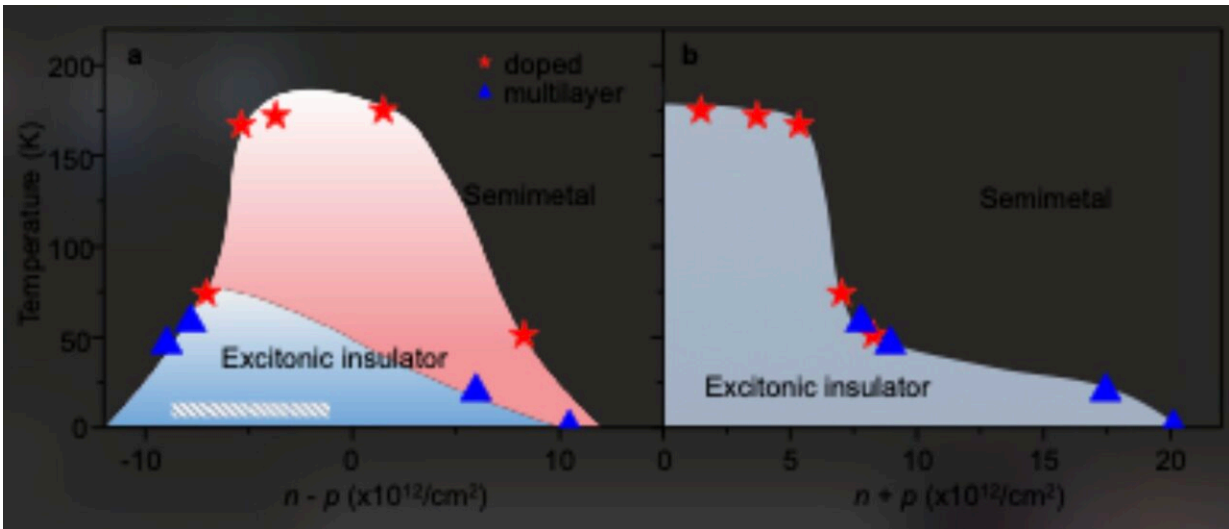 a
doped
multilayer
Semimetal
Excitonic insulator
Temperature (K)
200
150
100
50
0
-10
0
10
n - p (x10¹²/cm²)
b
Semimetal
Excitonic insulator
0
5
10
15
20
n + p (x10¹²/cm²)